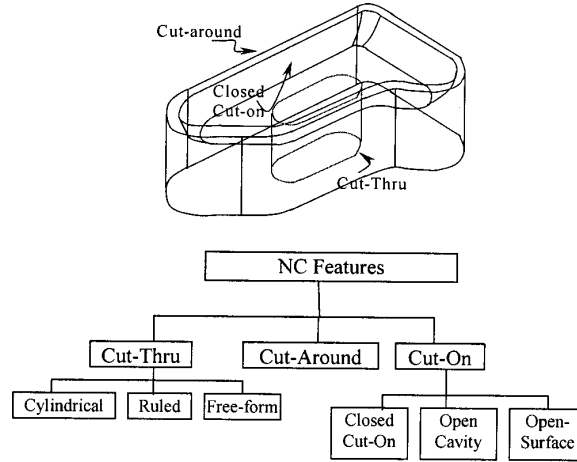 Cut-around
Closed
Cut-on
Cut-Thru
NC Features
Cut-Thru
Cut-Around
Cut-On
Cylindrical
Ruled
Free-form
Closed
Cut-On
Open
Cavity
Open-
Surface